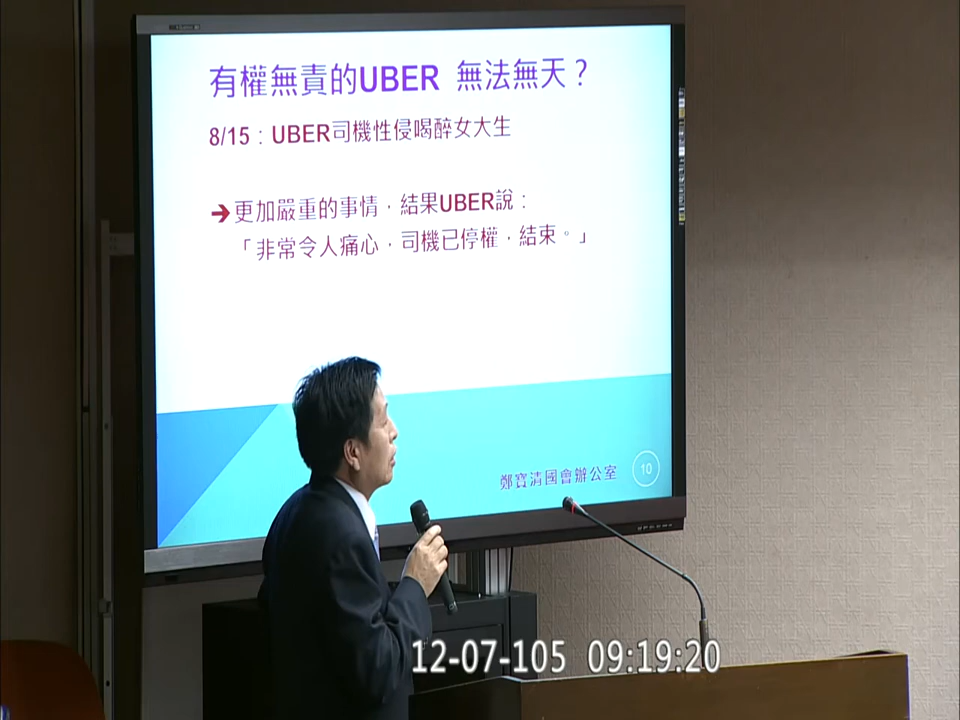 有權無責的UBER 無法無天？
8/15：UBER司機性侵喝醉女大生
➔更加嚴重的事情，結果UBER說：
「非常令人痛心，司機已停權，結束。」
鄭寶清國會辦公室
10
12-07-105 09:19:20